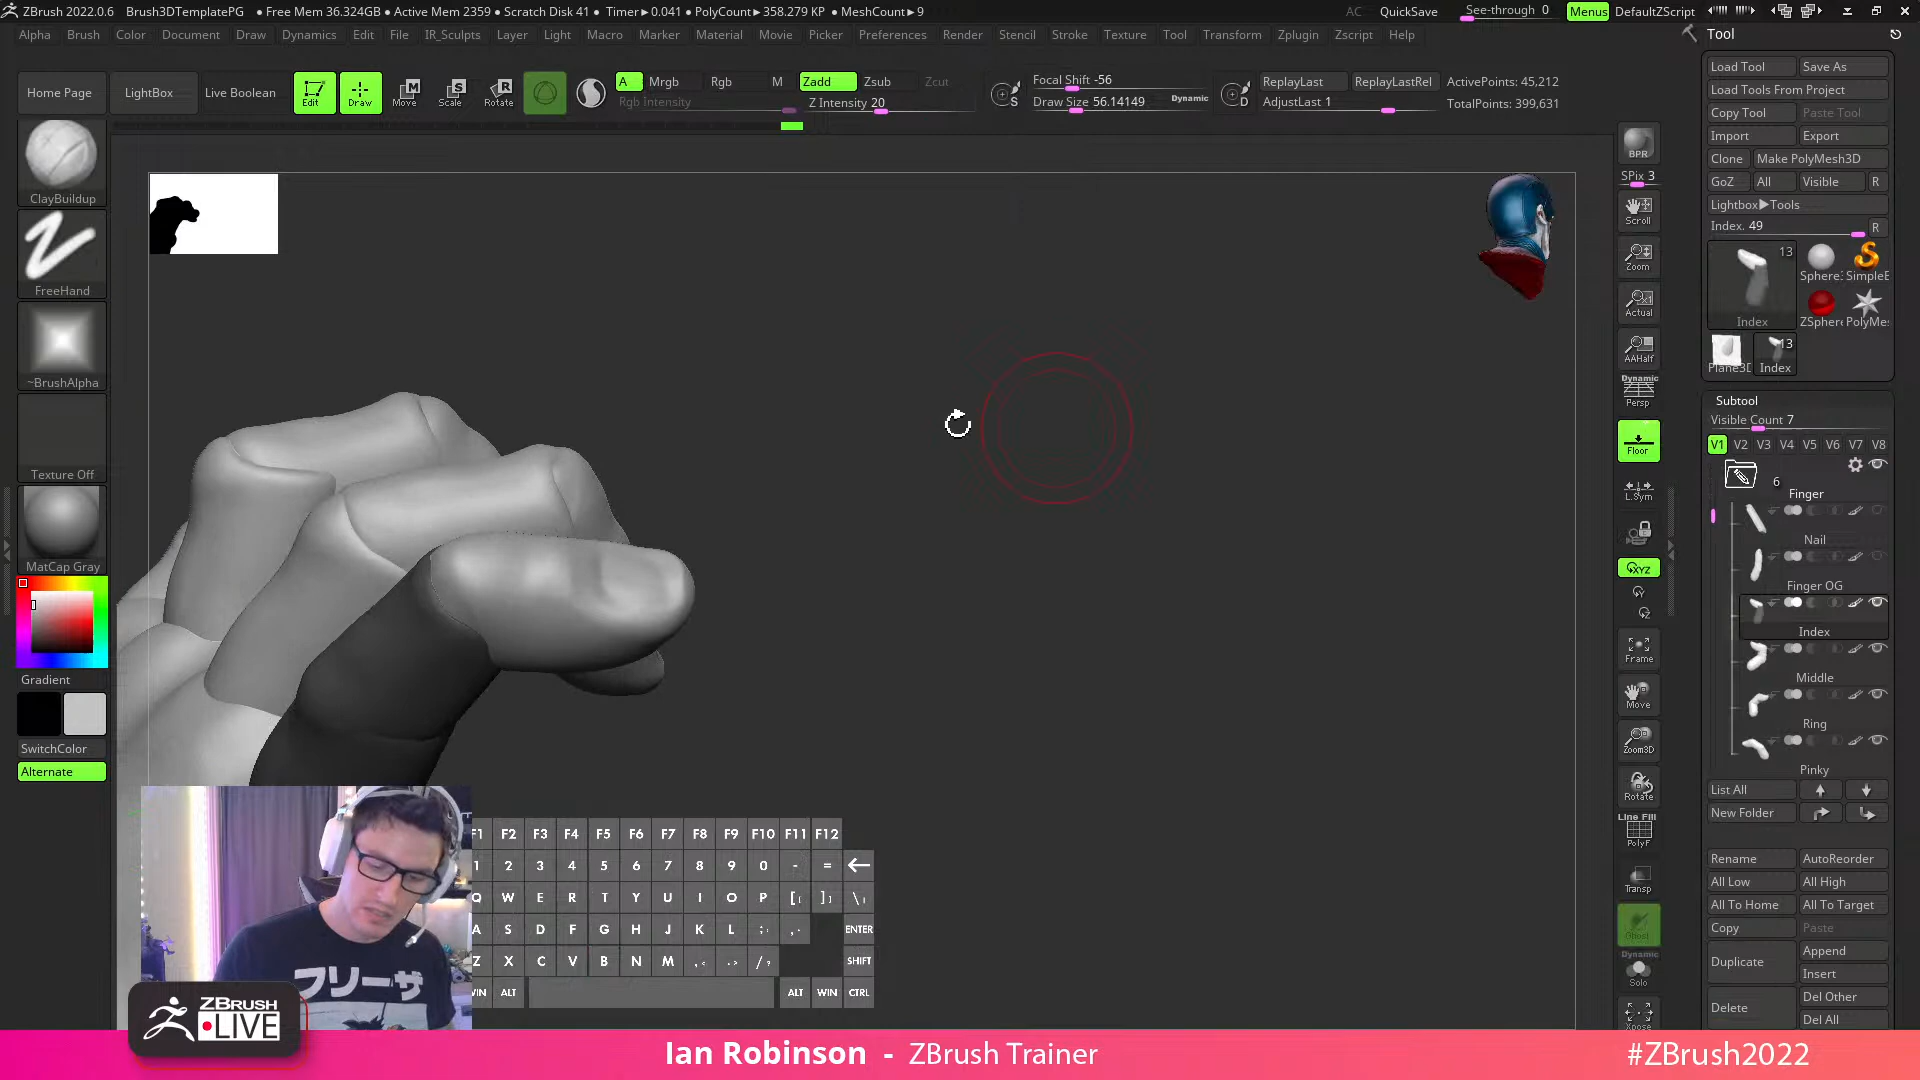 ZBrush 2022.0.6 Brush3DTemplatePG • Free Mem 36.324GB • Active Mem 2359 • Scratch Disk 41 • Timer▸0.041 • PolyCount▸358.279 KP • MeshCount▸9 AC QuickSave See-through 0 Menus DefaultZScript
Alpha Brush Color Document Draw Dynamics Edit File IR_Sculpts Layer Light Macro Marker Material Movie Picker Preferences Render Stencil Stroke Texture Tool Transform Zplugin Zscript Help
Home Page LightBox Live Boolean Edit Draw Move Scale Rotate
A Mrgb Rgb M Zadd Zsub Zcut
Rgb Intensity Z Intensity 20
Focal Shift -56
Draw Size 56.14149 Dynamic
S D
ReplayLast ReplayLastRel ActivePoints: 45,212
AdjustLast 1 TotalPoints: 399,631
ClayBuildup
FreeHand
~BrushAlpha
Texture Off
MatCap Gray
Gradient
SwitchColor
Alternate
BPR
SPix 3
Scroll
Zoom
Actual
AAHalf
Dynamic
Persp
Floor
L.Sym
XYZ
Y
Z
Frame
Move
Zoom3D
Rotate
Line Fill
PolyF
Transp
Ghost
Dynamic
Solo
Xpose
Tool
Load Tool Save As
Load Tools From Project
Copy Tool Paste Tool
Import Export
Clone Make PolyMesh3D
GoZ All Visible R
Lightbox▶Tools
Index. 49 R
13
Index
Sphere SimpleB
ZSphere PolyMes
Plane3D 13 Index
Subtool
Visible Count 7
V1 V2 V3 V4 V5 V6 V7 V8
6
Finger
Nail
Finger OG
Index
Middle
Ring
Pinky
List All
New Folder
Rename AutoReorder
All Low All High
All To Home All To Target
Copy Paste
Duplicate Append
Insert
Delete Del Other
Del All
F1 F2 F3 F4 F5 F6 F7 F8 F9 F10 F11 F12
1 2 3 4 5 6 7 8 9 0 - =
Q W E R T Y U I O P [ ] \
A S D F G H J K L ; ENTER
Z X C V B N M , . / ? SHIFT
WIN ALT ALT WIN CTRL
フリーザ
ZBRUSH
LIVE
Ian Robinson - ZBrush Trainer
#ZBrush2022